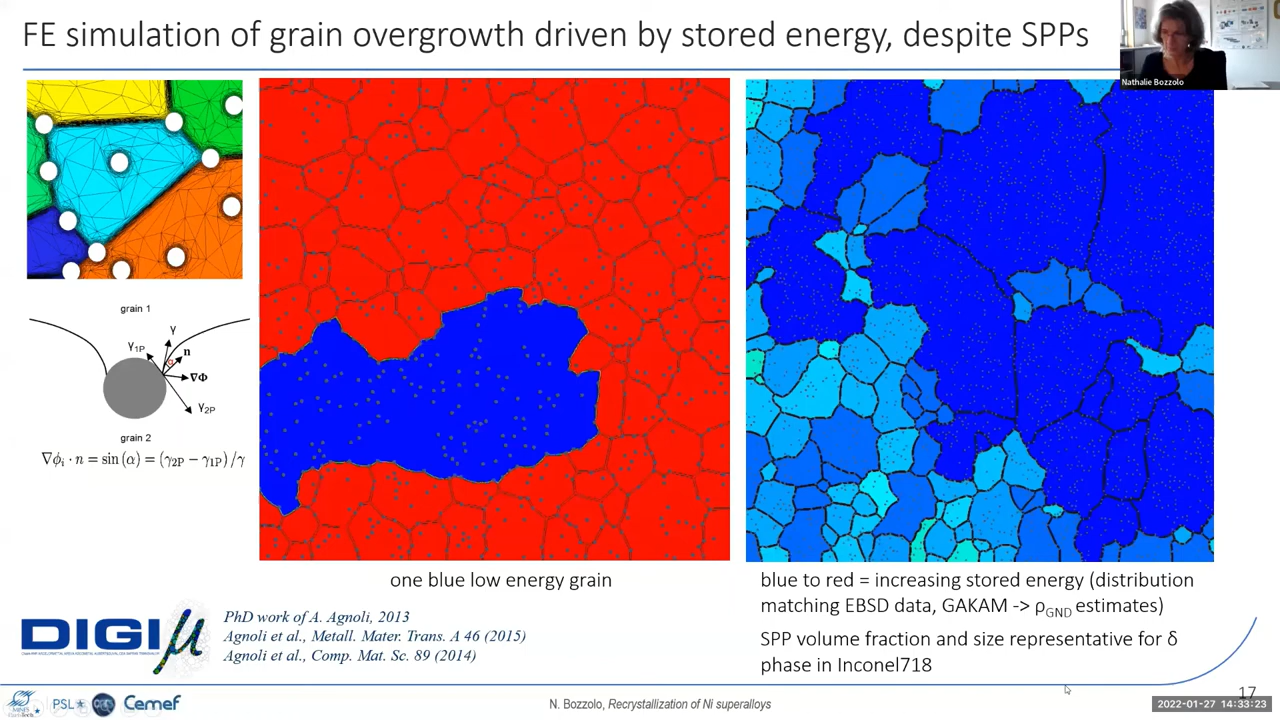 FE simulation of grain overgrowth driven by stored energy, despite SPPs
Nathalie Bozzolo
grain 1
γ
γ1P
n
α
∇Φ
γ2P
grain 2
∇ϕi · n = sin (α) = (γ2P − γ1P) /γ
one blue low energy grain
blue to red = increasing stored energy (distribution
matching EBSD data, GAKAM -> ρGND estimates)
SPP volume fraction and size representative for δ
phase in Inconel718
DIGIμ
PhD work of A. Agnoli, 2013
Agnoli et al., Metall. Mater. Trans. A 46 (2015)
Agnoli et al., Comp. Mat. Sc. 89 (2014)
PSL
Cemef
N. Bozzolo, Recrystallization of Ni superalloys
17
2022-01-27 14:33:23